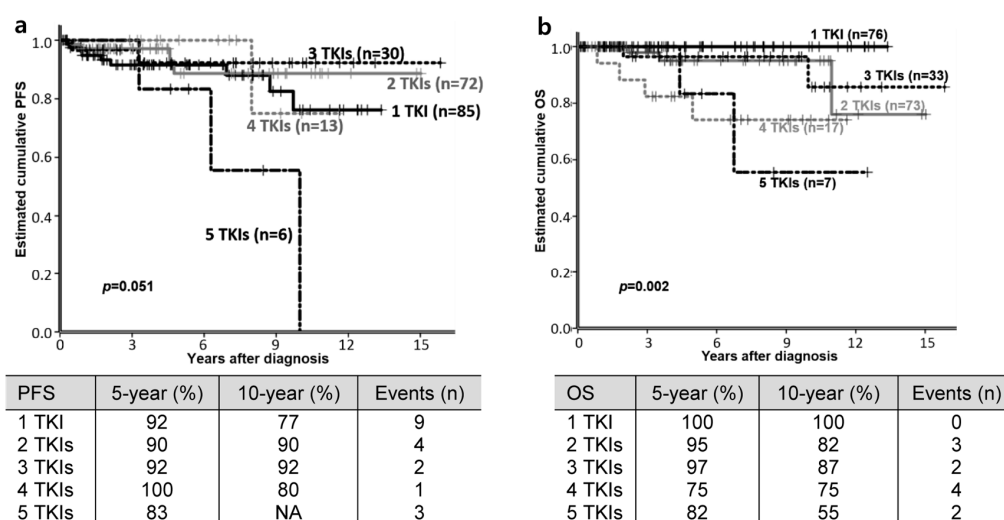 a
Estimated cumulative PFS
1.0
0.8
0.6
0.4
0.2
0.0
3 TKIs (n=30)
2 TKIs (n=72)
1 TKI (n=85)
4 TKIs (n=13)
5 TKIs (n=6)
p=0.051
0 3 6 9 12 15
Years after diagnosis
PFS 5-year (%) 10-year (%) Events (n)
1 TKI 92 77 9
2 TKIs 90 90 4
3 TKIs 92 92 2
4 TKIs 100 80 1
5 TKIs 83 NA 3
b
Estimated cumulative OS
1.0
0.8
0.6
0.4
0.2
0.0
1 TKI (n=76)
3 TKIs (n=33)
2 TKIs (n=73)
4 TKIs (n=17)
5 TKIs (n=7)
p=0.002
0 3 6 9 12 15
Years after diagnosis
OS 5-year (%) 10-year (%) Events (n)
1 TKI 100 100 0
2 TKIs 95 82 3
3 TKIs 97 87 2
4 TKIs 75 75 4
5 TKIs 82 55 2